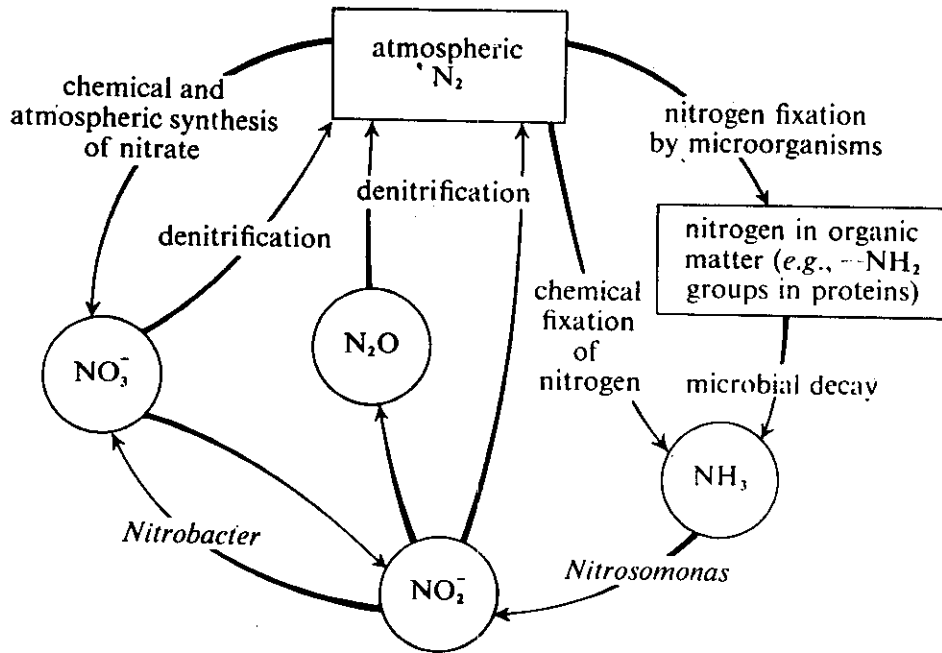 atmospheric
N₂
chemical and
atmospheric synthesis
of nitrate
nitrogen fixation
by microorganisms
denitrification
denitrification
nitrogen in organic
matter (e.g., —NH₂
groups in proteins)
chemical
fixation
of
nitrogen
N₂O
NO₃⁻
microbial decay
NH₃
Nitrobacter
Nitrosomonas
NO₂⁻